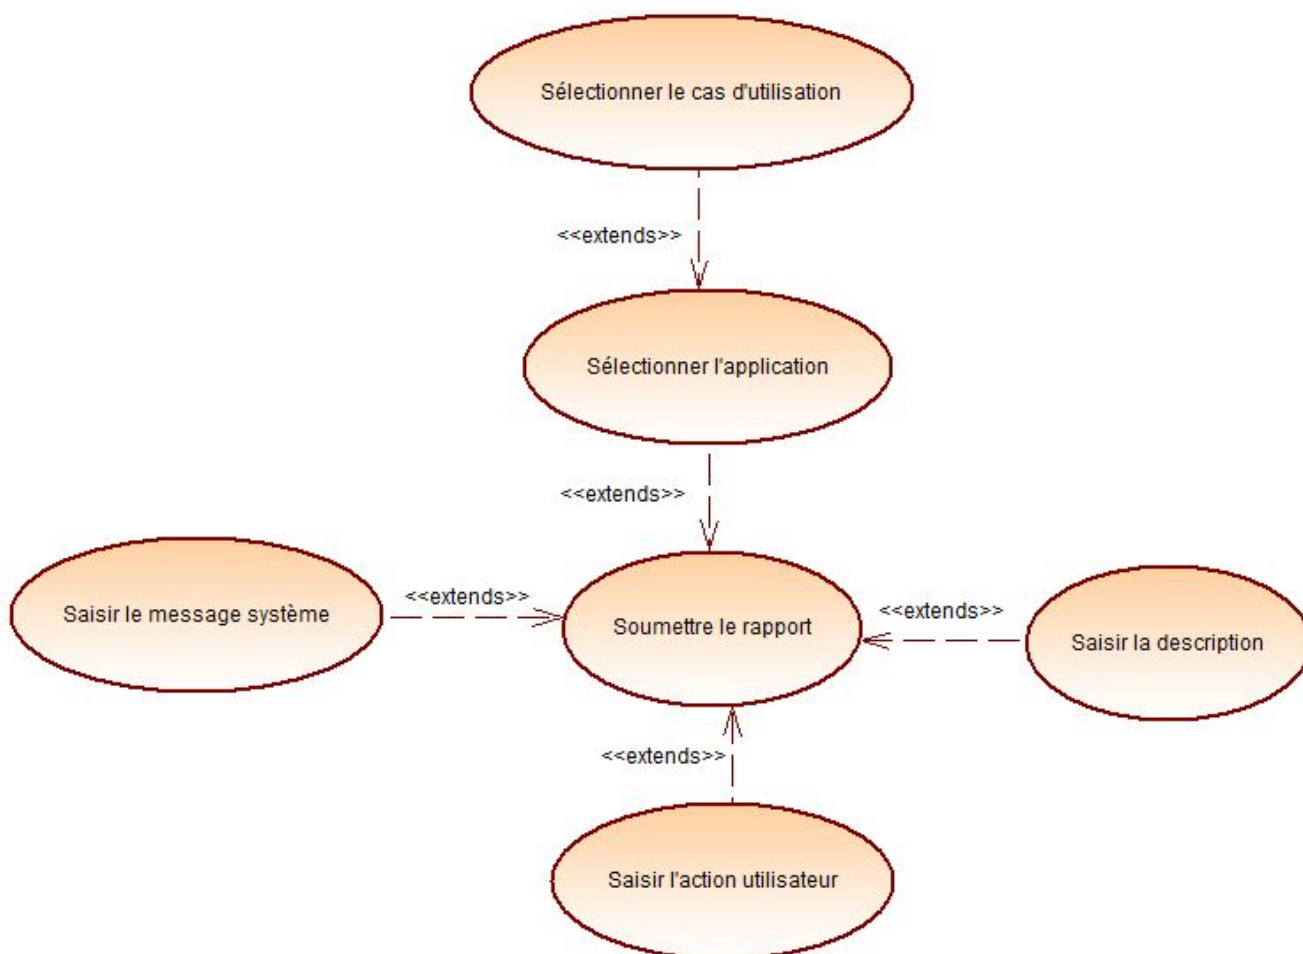 Sélectionner le cas d'utilisation
<<extends>>
Sélectionner l'application
<<extends>>
Saisir le message système
<<extends>>
Soumettre le rapport
<<extends>>
Saisir la description
<<extends>>
Saisir l'action utilisateur